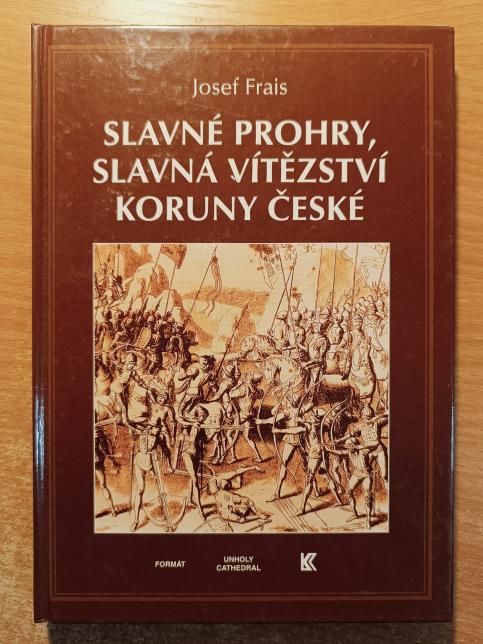 Josef Frais
SLAVNÉ PROHRY,
SLAVNÁ VÍTĚZSTVÍ
KORUNY ČESKÉ
FORMÁT
UNHOLY
CATHEDRAL